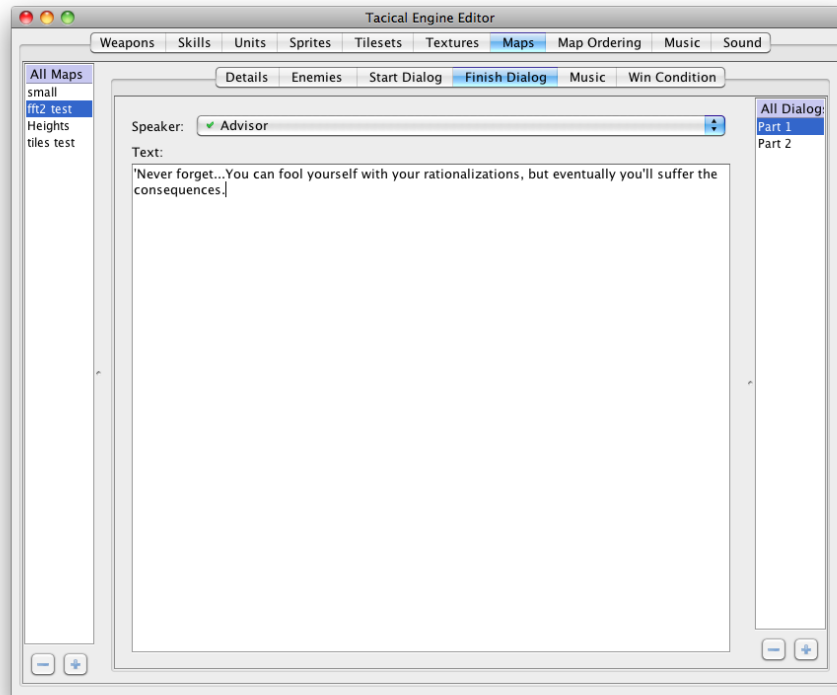 Tacical Engine Editor
Weapons Skills Units Sprites Tilesets Textures Maps Map Ordering Music Sound
All Maps
small
fft2 test
Heights
tiles test
Details Enemies Start Dialog Finish Dialog Music Win Condition
Speaker: Advisor
Text:
'Never forget...You can fool yourself with your rationalizations, but eventually you'll suffer the
consequences.
All Dialog:
Part 1
Part 2